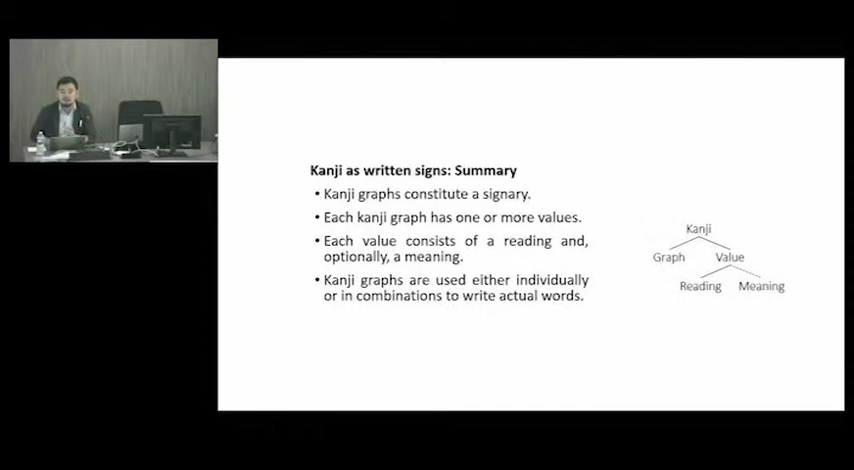 Kanji as written signs: Summary
• Kanji graphs constitute a signary.
• Each kanji graph has one or more values.
• Each value consists of a reading and,
optionally, a meaning.
• Kanji graphs are used either individually
or in combinations to write actual words.
Kanji
Graph Value
Reading Meaning